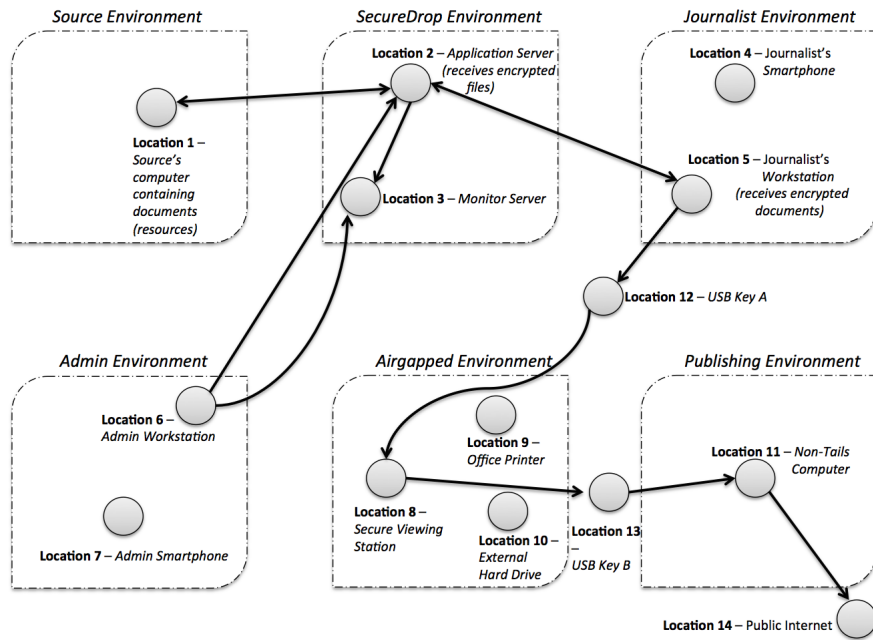 Source Environment
SecureDrop Environment
Journalist Environment
Location 2 – Application Server
(receives encrypted
files)
Location 4 – Journalist's
Smartphone
Location 1 –
Source's
computer
containing
documents
(resources)
Location 3 – Monitor Server
Location 5 – Journalist's
Workstation
(receives encrypted
documents)
Location 12 – USB Key A
Admin Environment
Airgapped Environment
Publishing Environment
Location 6 –
Admin Workstation
Location 9 –
Office Printer
Location 11 – Non-Tails
Computer
Location 8 –
Secure Viewing
Station
Location 10 –
External
Hard Drive
Location 13
–
USB Key B
Location 7 – Admin Smartphone
Location 14 – Public Internet